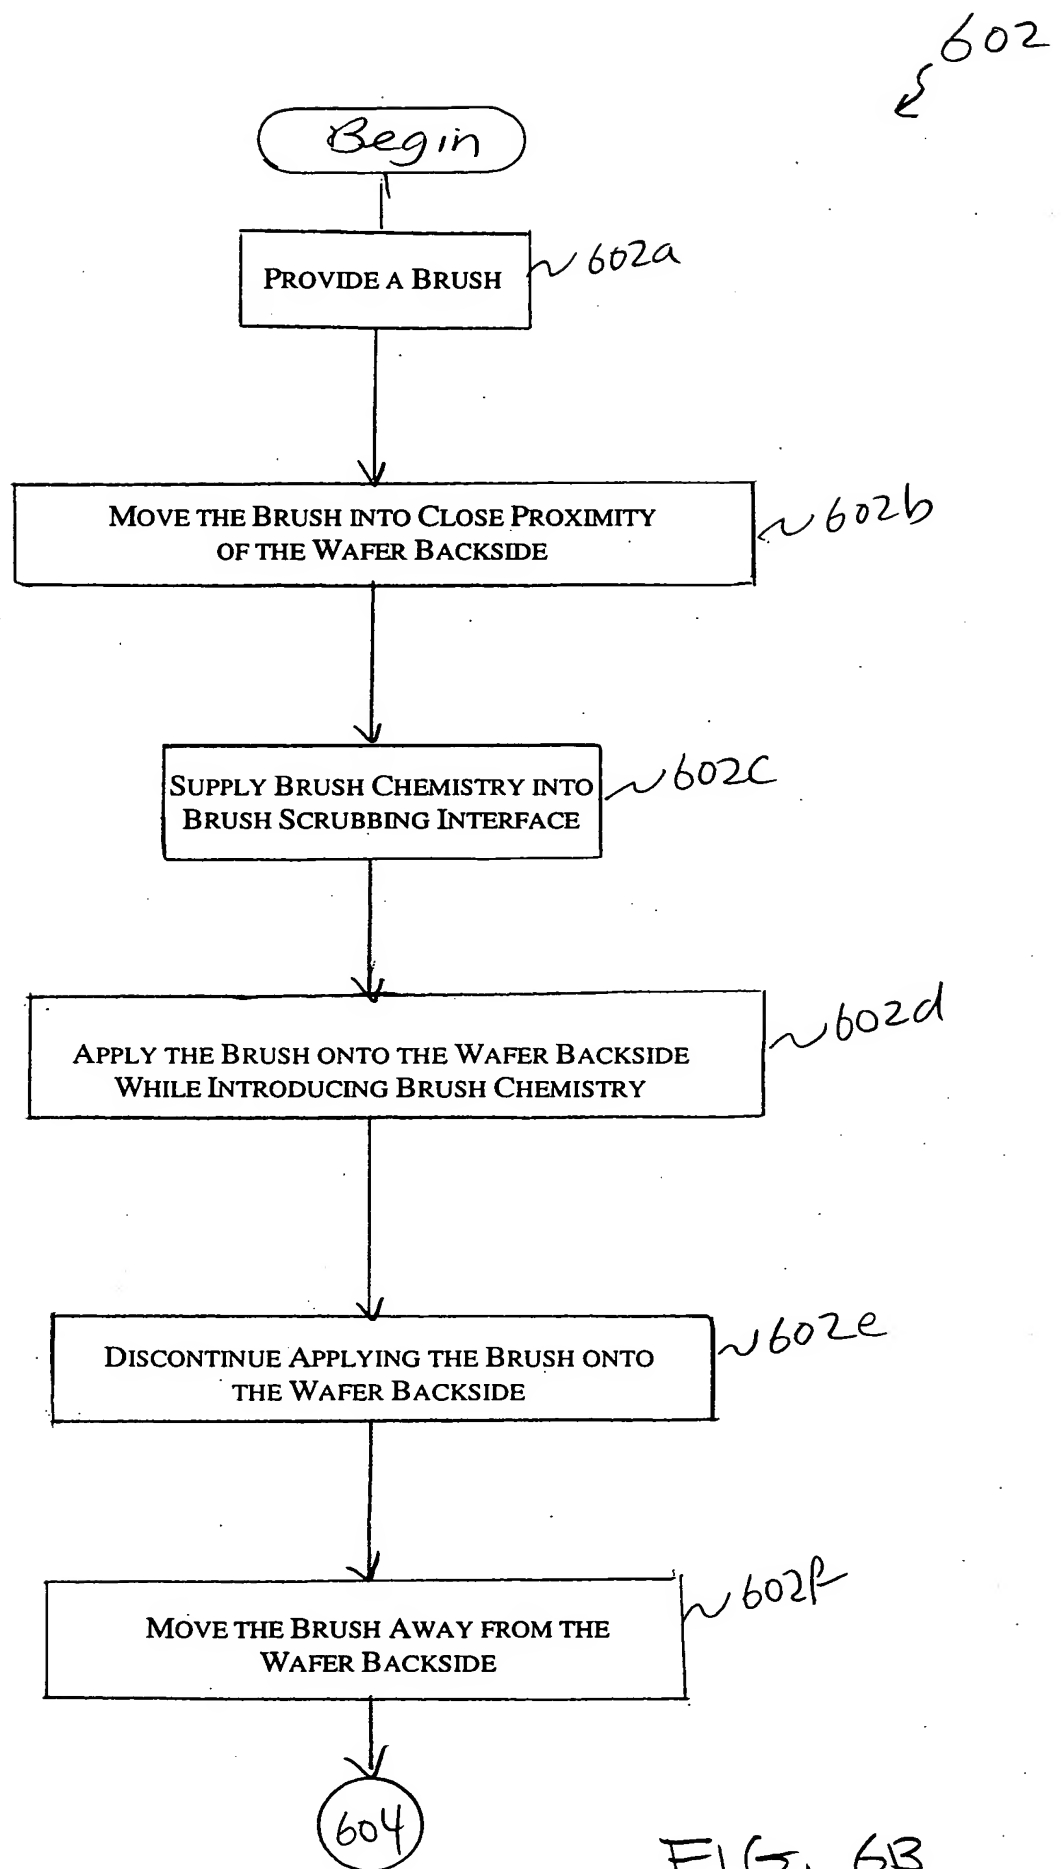 602
Begin
PROVIDE A BRUSH
602a
MOVE THE BRUSH INTO CLOSE PROXIMITY
OF THE WAFER BACKSIDE
602b
SUPPLY BRUSH CHEMISTRY INTO
BRUSH SCRUBBING INTERFACE
602c
APPLY THE BRUSH ONTO THE WAFER BACKSIDE
WHILE INTRODUCING BRUSH CHEMISTRY
602d
DISCONTINUE APPLYING THE BRUSH ONTO
THE WAFER BACKSIDE
602e
MOVE THE BRUSH AWAY FROM THE
WAFER BACKSIDE
602f
604
FIG. 6B